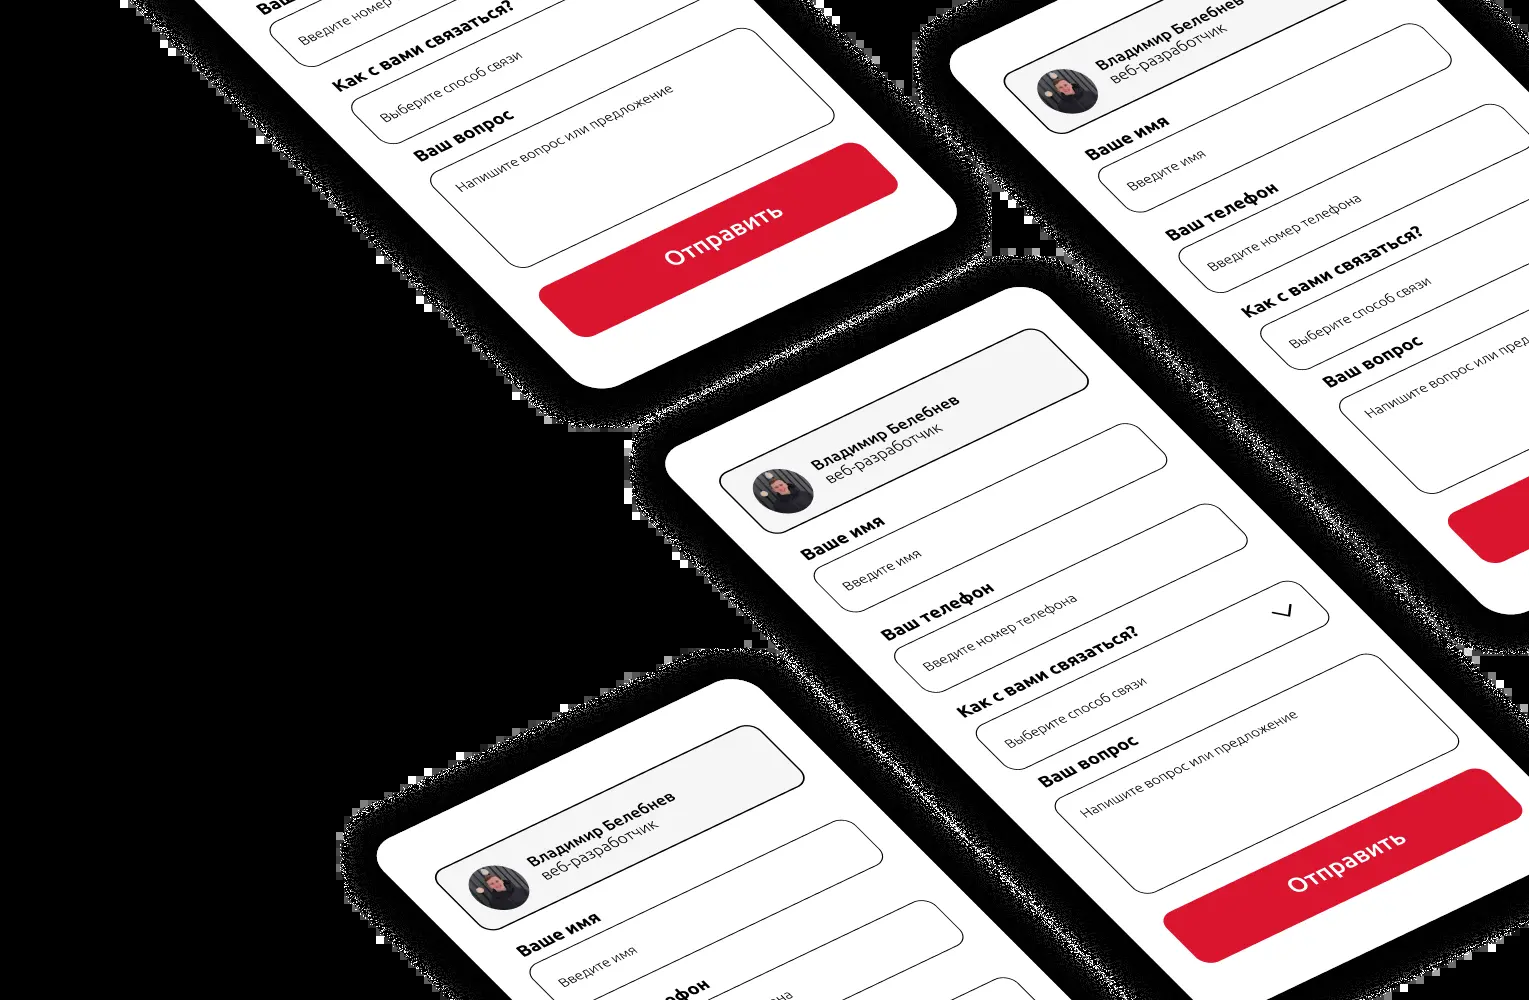 Ваш
Введите номер
Как с вами связаться?
Выберите способ связи
Ваш вопрос
Напишите вопрос или предложение
Отправить
Владимир Белебнев
веб-разработчик
Ваше имя
Введите имя
Ваш телефон
Введите номер телефона
Как с вами связаться?
Выберите способ связи
Ваш вопрос
Напишите вопрос или пред
Владимир Белебнев
веб-разработчик
Ваше имя
Введите имя
Ваш телефон
Введите номер телефона
Как с вами связаться?
Выберите способ связи
Ваш вопрос
Напишите вопрос или предложение
Отправить
Владимир Белебнев
веб-разработчик
Ваше имя
Введите имя
фон
на